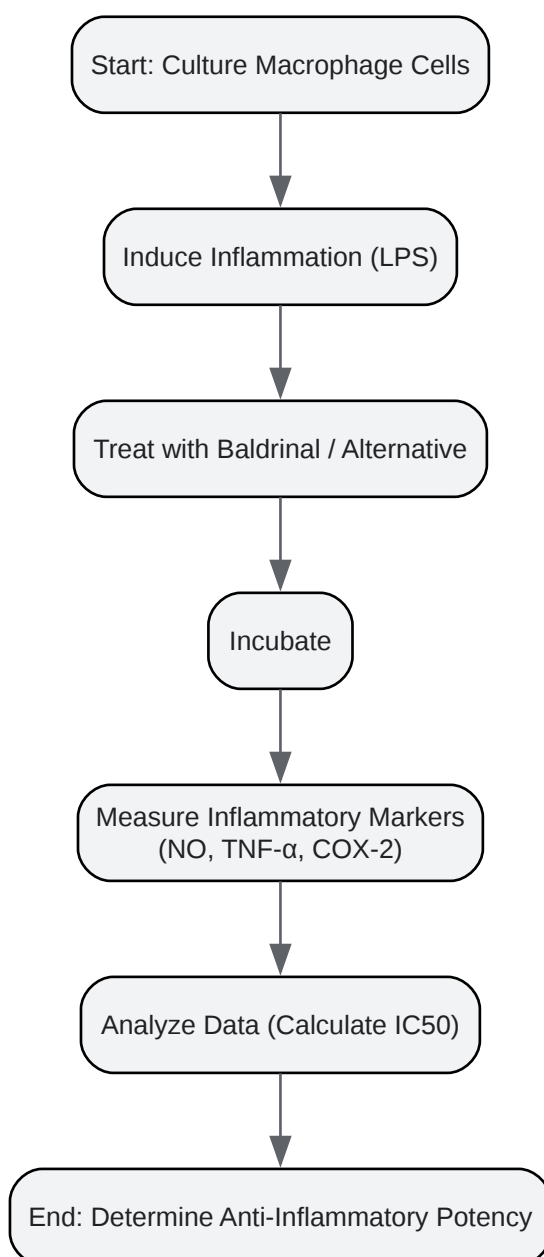 Start: Culture Macrophage Cells
Induce Inflammation (LPS)
Treat with Baldrinal / Alternative
Incubate
Measure Inflammatory Markers
(NO, TNF-α, COX-2)
Analyze Data (Calculate IC50)
End: Determine Anti-Inflammatory Potency